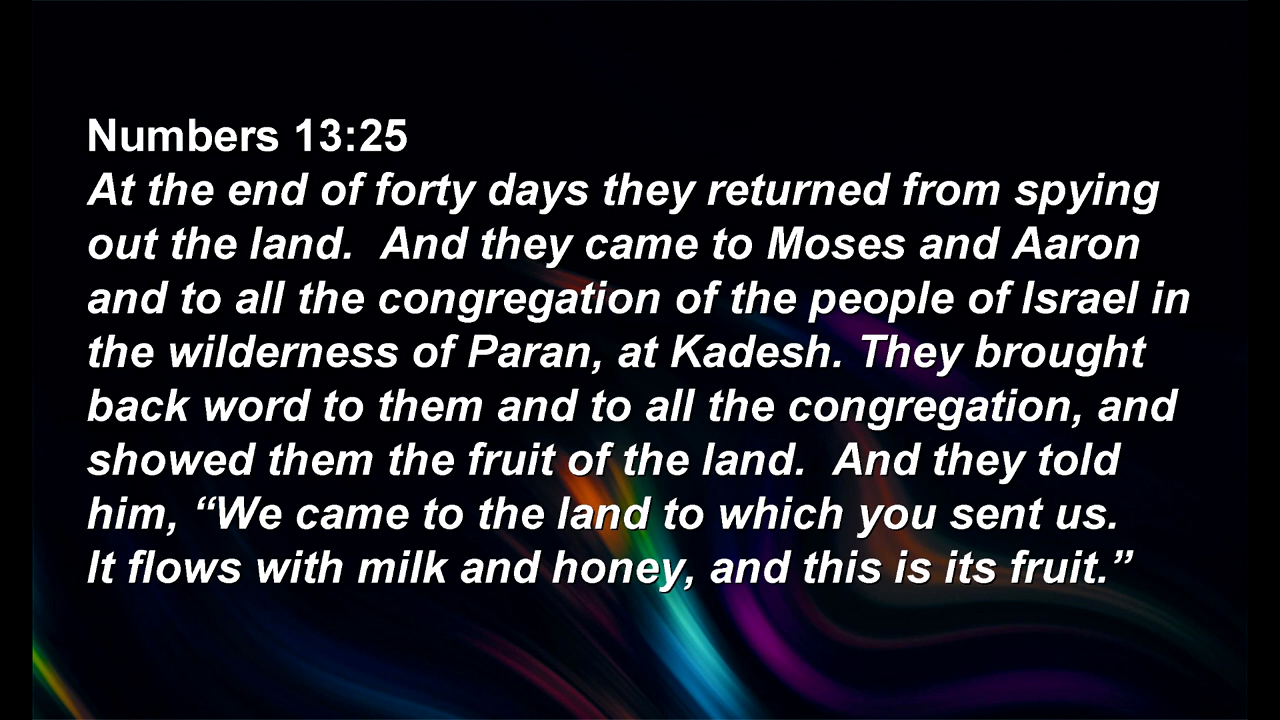 Numbers 13:25
At the end of forty days they returned from spying
out the land.  And they came to Moses and Aaron
and to all the congregation of the people of Israel in
the wilderness of Paran, at Kadesh. They brought
back word to them and to all the congregation, and
showed them the fruit of the land.  And they told
him, “We came to the land to which you sent us.
It flows with milk and honey, and this is its fruit.”